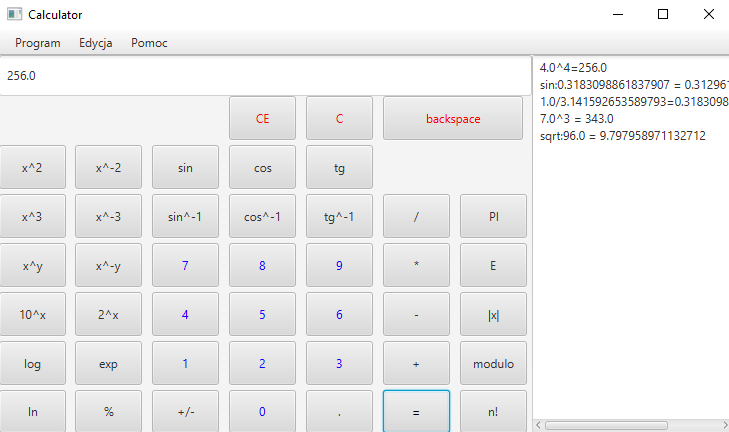 Calculator
Program Edycja Pomoc
256.0
CE C backspace
x^2 x^-2 sin cos tg
x^3 x^-3 sin^-1 cos^-1 tg^-1 / PI
x^y x^-y 7 8 9 * E
10^x 2^x 4 5 6 - |x|
log exp 1 2 3 + modulo
ln % +/- 0 . = n!
4.0^4=256.0
sin:0.3183098861837907 = 0.31296
1.0/3.141592653589793=0.3183098
7.0^3 = 343.0
sqrt:96.0 = 9.797958971132712